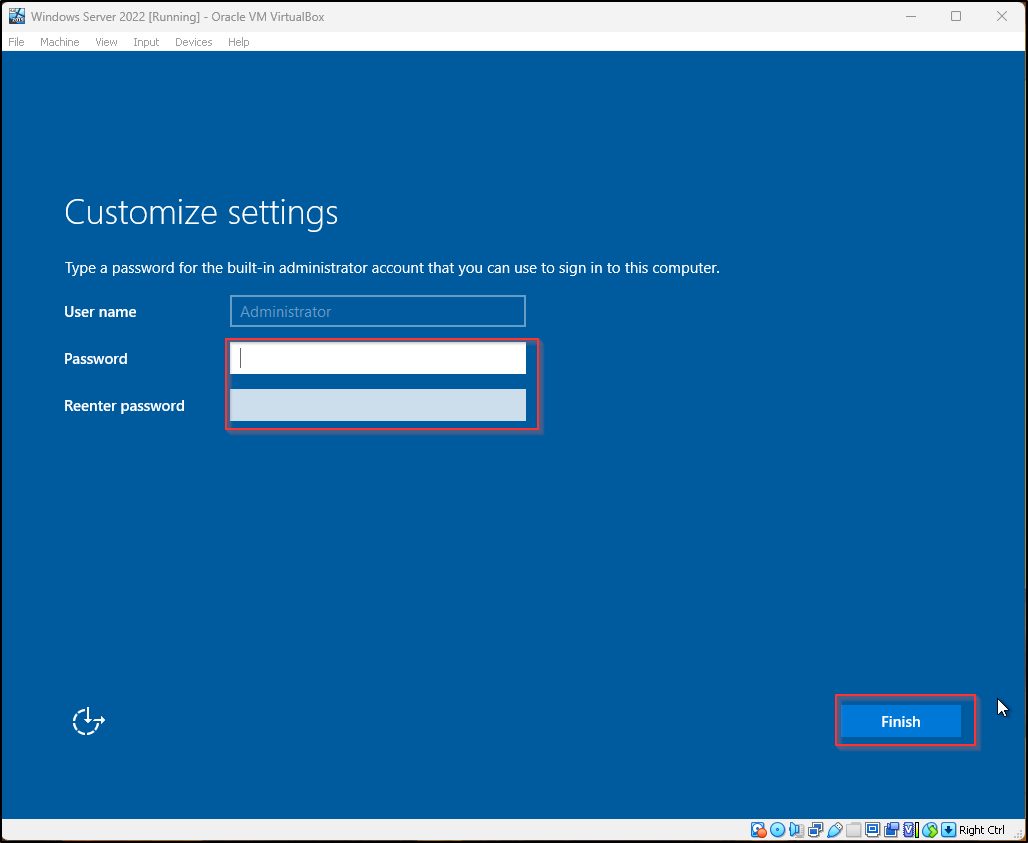 Windows Server 2022 [Running] - Oracle VM VirtualBox
File Machine View Input Devices Help
Customize settings
Type a password for the built-in administrator account that you can use to sign in to this computer.
User name Administrator
Password
Reenter password
Finish
Right Ctrl